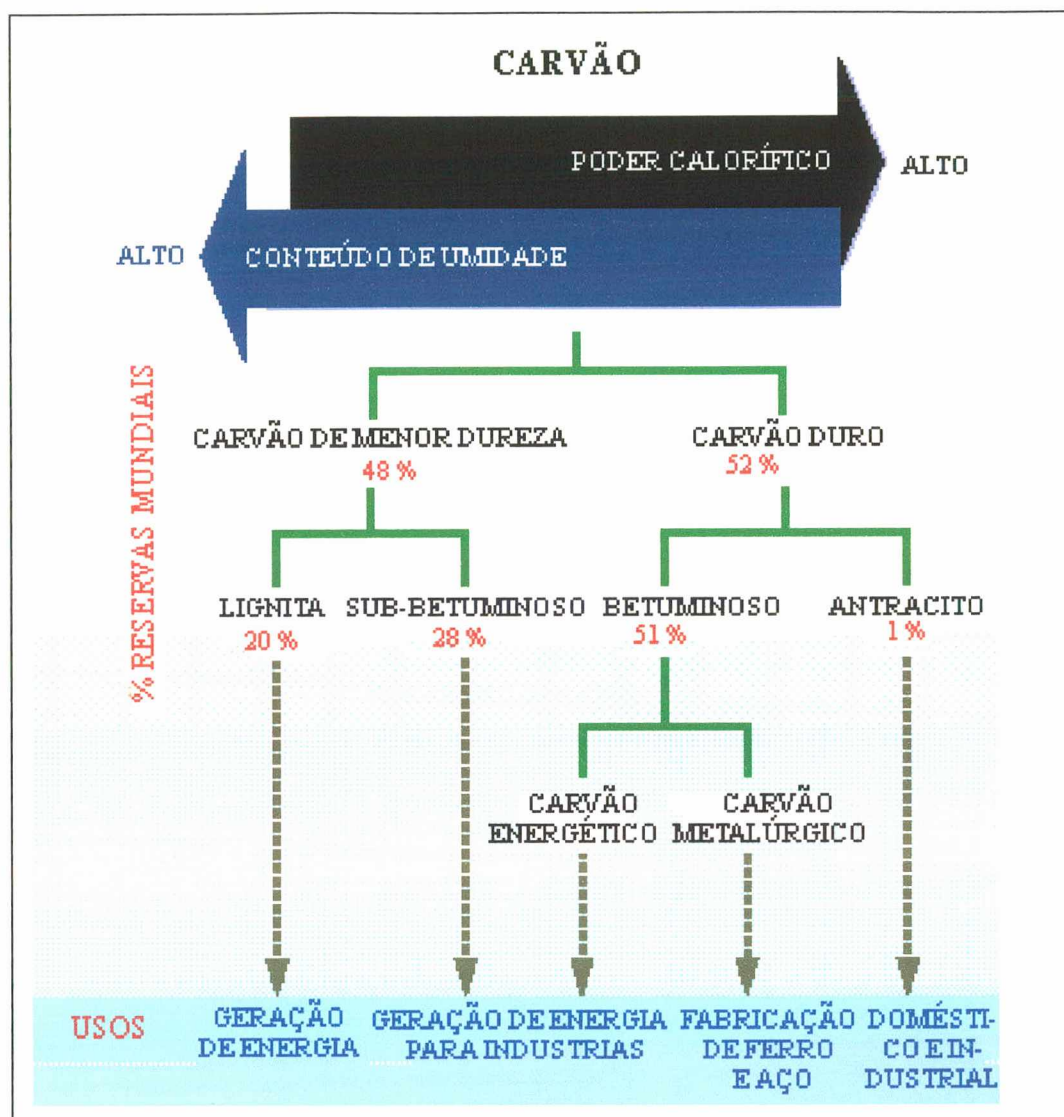 CARVÃO
PODER CALORÍFICO
ALTO
ALTO
CONTEÚDO DE UMIDADE
% RESERVAS MUNDIAIS
CARVÃO DE MENOR DUREZA
48 %
CARVÃO DURO
52 %
LIGNITA
20 %
SUB-BETUMINOSO
28 %
BETUMINOSO
51 %
ANTRACITO
1 %
CARVÃO
ENERGÉTICO
CARVÃO
METALÚRGICO
USOS
GERAÇÃO
DE ENERGIA
GERAÇÃO DE ENERGIA
PARA INDUSTRIAS
FABRICAÇÃO
DE FERRO
E AÇO
DOMÉSTI-
CO E IN-
DUSTRIAL